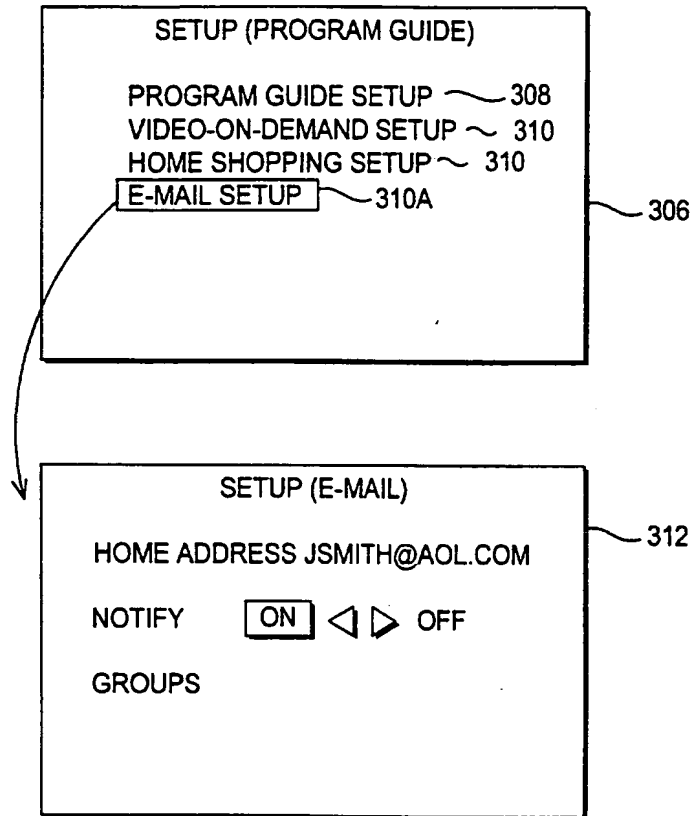 SETUP (PROGRAM GUIDE)
PROGRAM GUIDE SETUP 308
VIDEO-ON-DEMAND SETUP 310
HOME SHOPPING SETUP 310
E-MAIL SETUP 310A
306
SETUP (E-MAIL)
312
HOME ADDRESS JSMITH@AOL.COM
NOTIFY ON OFF
GROUPS